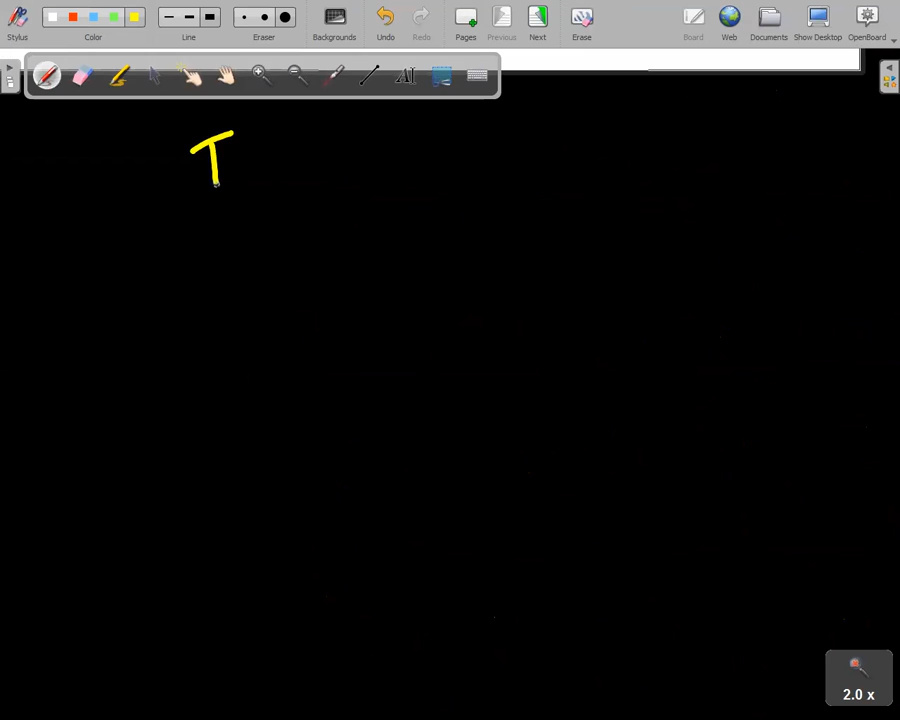 Stylus Color Line Eraser Backgrounds Undo Redo Pages Previous Next Erase Board Web Documents Show Desktop OpenBoard
AI
T
2.0 x